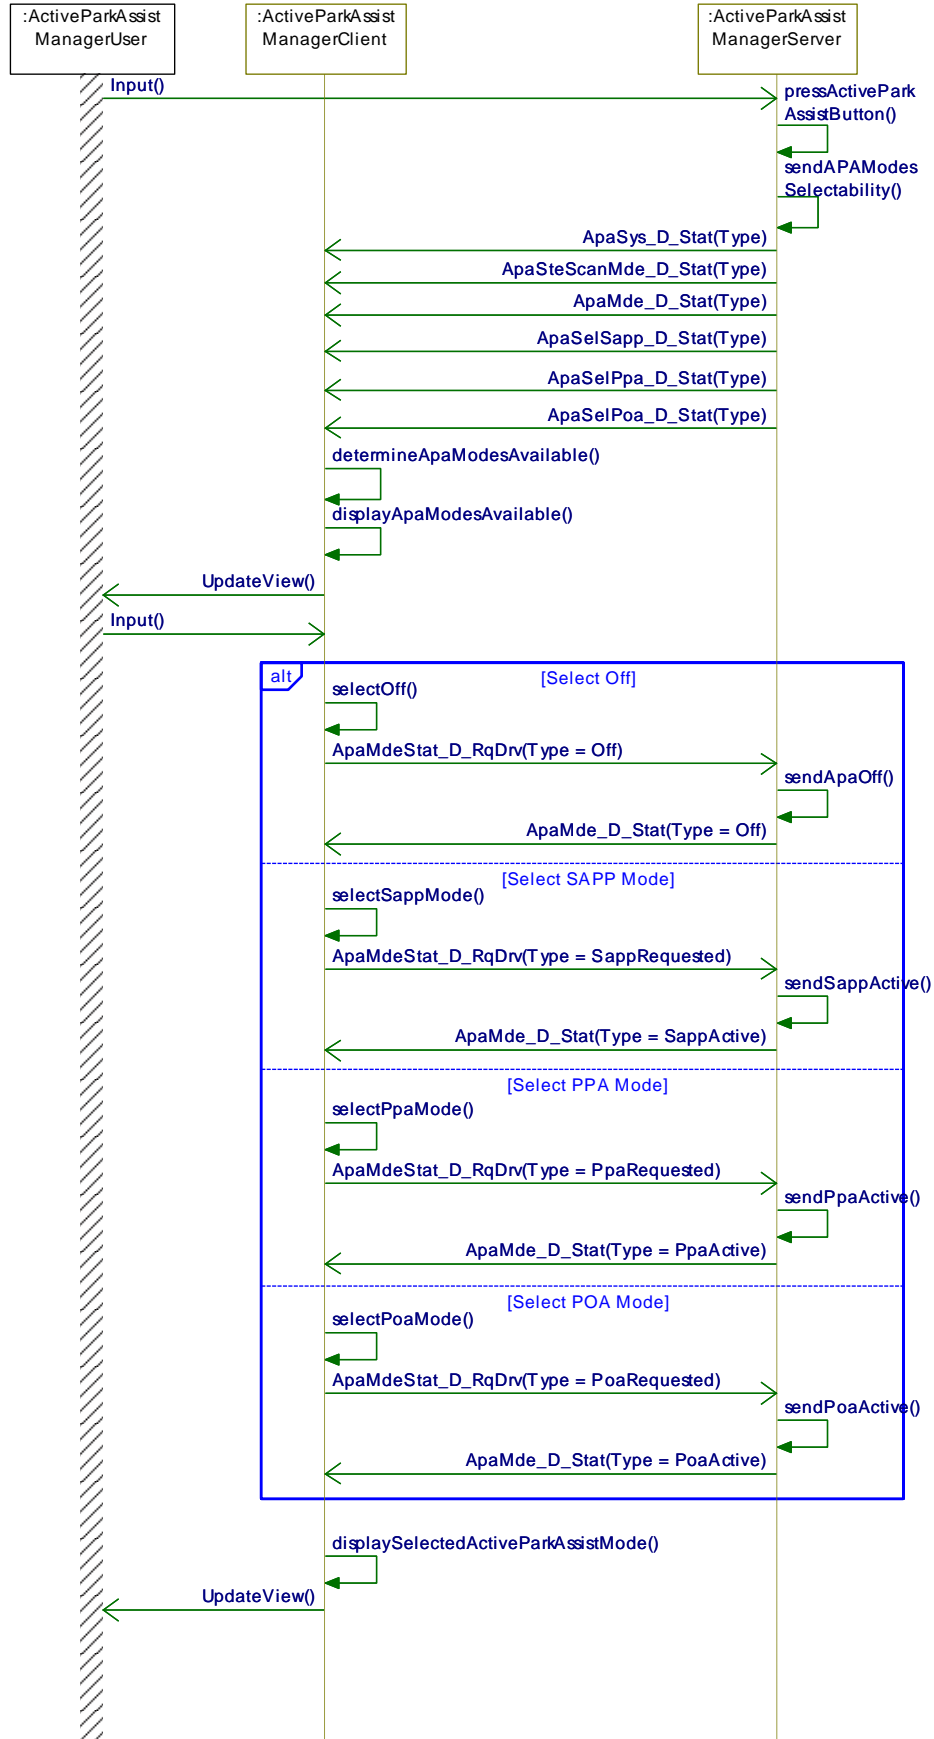 :ActiveParkAssist
ManagerUser
:ActiveParkAssist
ManagerClient
:ActiveParkAssist
ManagerServer
Input()
pressActivePark
AssistButton()
sendAPAModes
Selectability()
ApaSys_D_Stat(Type)
ApaSteScanMde_D_Stat(Type)
ApaMde_D_Stat(Type)
ApaSelSapp_D_Stat(Type)
ApaSelPpa_D_Stat(Type)
ApaSelPoa_D_Stat(Type)
determineApaModesAvailable()
displayApaModesAvailable()
UpdateView()
Input()
alt
[Select Off]
selectOff()
ApaMdeStat_D_RqDrv(Type = Off)
sendApaOff()
ApaMde_D_Stat(Type = Off)
[Select SAPP Mode]
selectSappMode()
ApaMdeStat_D_RqDrv(Type = SappRequested)
sendSappActive()
ApaMde_D_Stat(Type = SappActive)
[Select PPA Mode]
selectPpaMode()
ApaMdeStat_D_RqDrv(Type = PpaRequested)
sendPpaActive()
ApaMde_D_Stat(Type = PpaActive)
[Select POA Mode]
selectPoaMode()
ApaMdeStat_D_RqDrv(Type = PoaRequested)
sendPoaActive()
ApaMde_D_Stat(Type = PoaActive)
displaySelectedActiveParkAssistMode()
UpdateView()